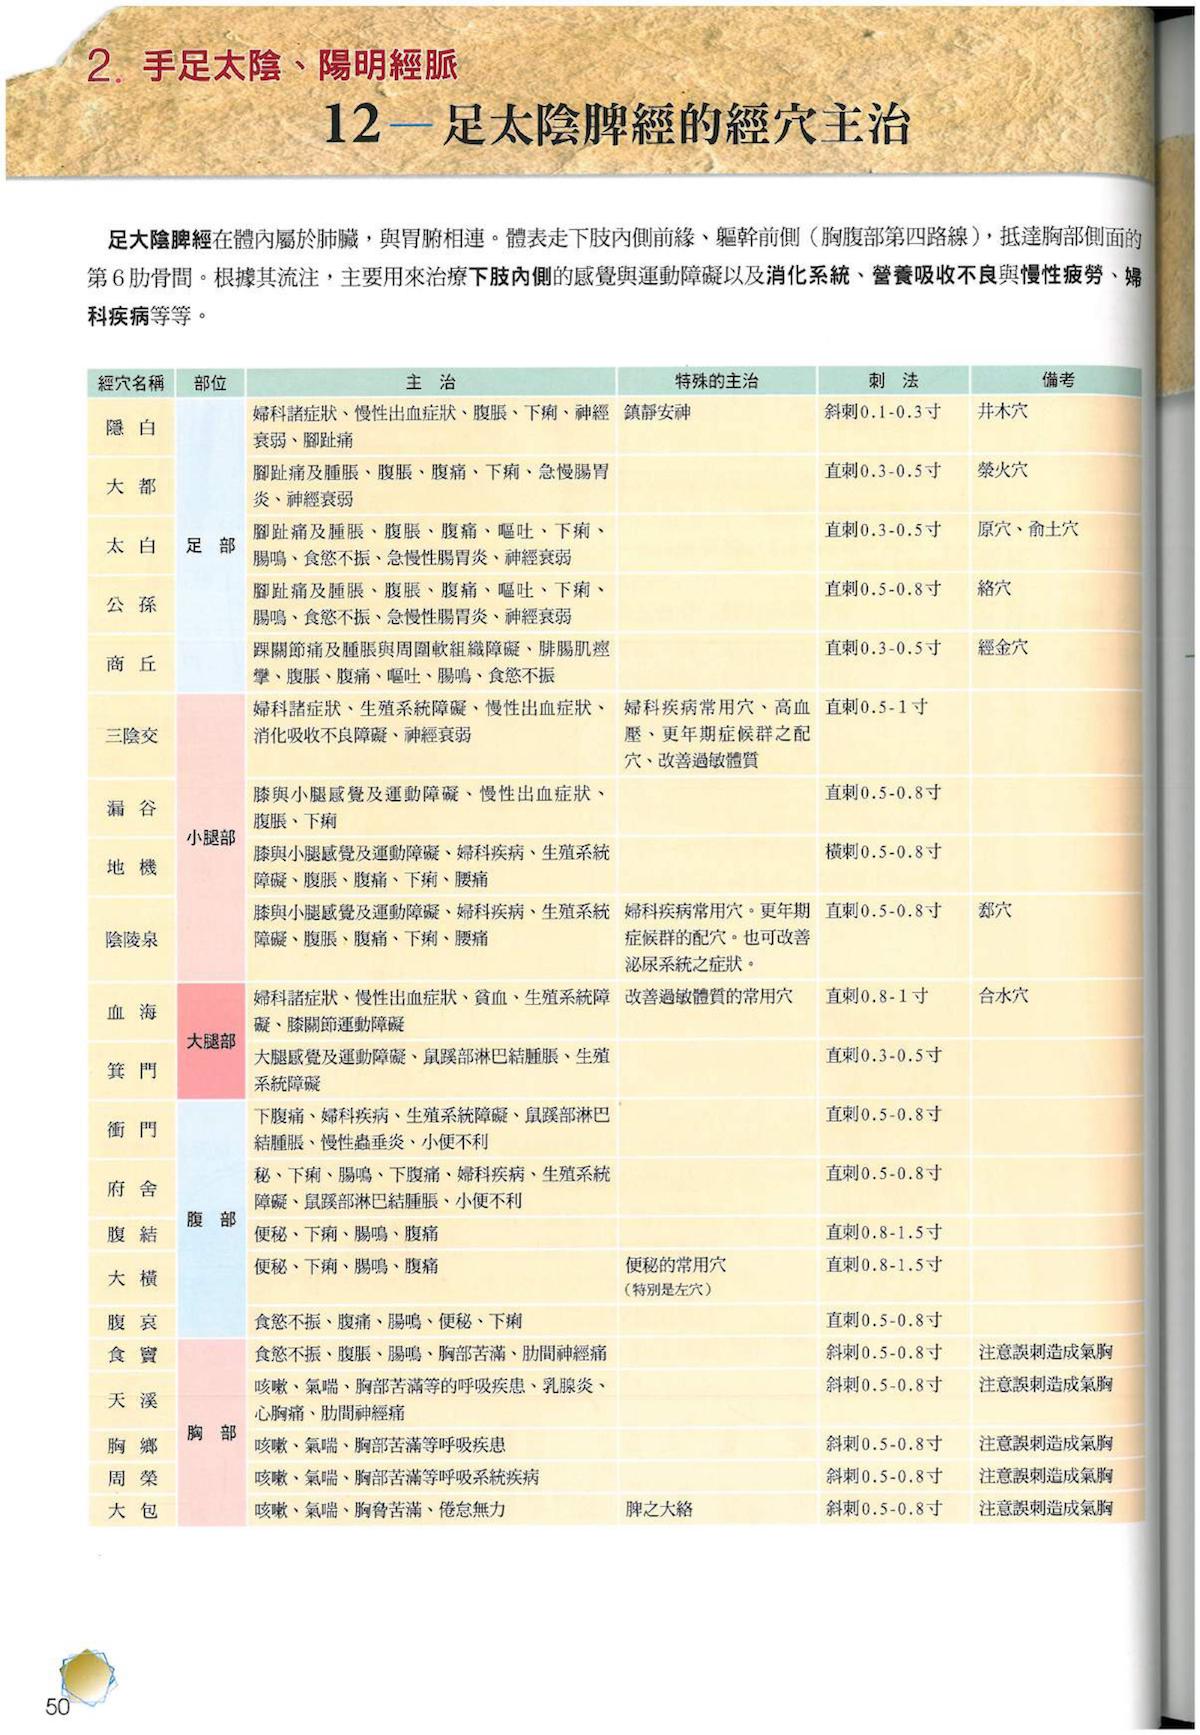 2. 手足太陰、陽明經脈
12—足太陰脾經的經穴主治
足大陰脾經在體內屬於肺臟，與胃腑相連。體表走下肢內側前緣、軀幹前側（胸腹部第四路線），抵達胸部側面的
第6肋骨間。根據其流注，主要用來治療下肢內側的感覺與運動障礙以及消化系統、營養吸收不良與慢性疲勞、婦
科疾病等等。
經穴名稱 部位 主 治 特殊的主治 刺 法 備考
隱 白 婦科諸症狀、慢性出血症狀、腹脹、下痢、神經 鎮靜安神 斜刺0.1-0.3寸 井木穴
衰弱、腳趾痛
大 都 腳趾痛及腫脹、腹脹、腹痛、下痢、急慢腸胃 直刺0.3-0.5寸 滎火穴
炎、神經衰弱
太 白 足 部 腳趾痛及腫脹、腹脹、腹痛、嘔吐、下痢、 直刺0.3-0.5寸 原穴、俞土穴
腸鳴、食慾不振、急慢性腸胃炎、神經衰弱
公 孫 腳趾痛及腫脹、腹脹、腹痛、嘔吐、下痢、 直刺0.5-0.8寸 絡穴
腸鳴、食慾不振、急慢性腸胃炎、神經衰弱
商 丘 踝關節痛及腫脹與周圍軟組織障礙、腓腸肌痙 直刺0.3-0.5寸 經金穴
攣、腹脹、腹痛、嘔吐、腸鳴、食慾不振
三陰交 婦科諸症狀、生殖系統障礙、慢性出血症狀、 婦科疾病常用穴、高血 直刺0.5-1寸
消化吸收不良障礙、神經衰弱 壓、更年期症候群之配
穴、改善過敏體質
漏 谷 膝與小腿感覺及運動障礙、慢性出血症狀、 直刺0.5-0.8寸
腹脹、下痢
小腿部
地 機 膝與小腿感覺及運動障礙、婦科疾病、生殖系統 橫刺0.5-0.8寸
障礙、腹脹、腹痛、下痢、腰痛
陰陵泉 膝與小腿感覺及運動障礙、婦科疾病、生殖系統 婦科疾病常用穴。更年期 直刺0.5-0.8寸 郄穴
障礙、腹脹、腹痛、下痢、腰痛 症候群的配穴。也可改善
泌尿系統之症狀。
血 海 婦科諸症狀、慢性出血症狀、貧血、生殖系統障 改善過敏體質的常用穴 直刺0.8-1寸 合水穴
礙、膝關節運動障礙
大腿部
箕 門 大腿感覺及運動障礙、鼠蹊部淋巴結腫脹、生殖 直刺0.3-0.5寸
系統障礙
衝 門 下腹痛、婦科疾病、生殖系統障礙、鼠蹊部淋巴 直刺0.5-0.8寸
結腫脹、慢性蟲垂炎、小便不利
府 舍 秘、下痢、腸鳴、下腹痛、婦科疾病、生殖系統 直刺0.5-0.8寸
障礙、鼠蹊部淋巴結腫脹、小便不利
腹 部
腹 結 便秘、下痢、腸鳴、腹痛 直刺0.8-1.5寸
大 橫 便秘、下痢、腸鳴、腹痛 便秘的常用穴 直刺0.8-1.5寸
（特別是左穴）
腹 哀 食慾不振、腹痛、腸鳴、便秘、下痢 直刺0.5-0.8寸
食 竇 食慾不振、腹脹、腸鳴、胸部苦滿、肋間神經痛 斜刺0.5-0.8寸 注意誤刺造成氣胸
天 溪 咳嗽、氣喘、胸部苦滿等的呼吸疾患、乳腺炎、 斜刺0.5-0.8寸 注意誤刺造成氣胸
心胸痛、肋間神經痛
胸 部
胸 鄉 咳嗽、氣喘、胸部苦滿等呼吸疾患 斜刺0.5-0.8寸 注意誤刺造成氣胸
周 榮 咳嗽、氣喘、胸部苦滿等呼吸系統疾病 斜刺0.5-0.8寸 注意誤刺造成氣胸
大 包 咳嗽、氣喘、胸脅苦滿、倦怠無力 脾之大絡 斜刺0.5-0.8寸 注意誤刺造成氣胸
50